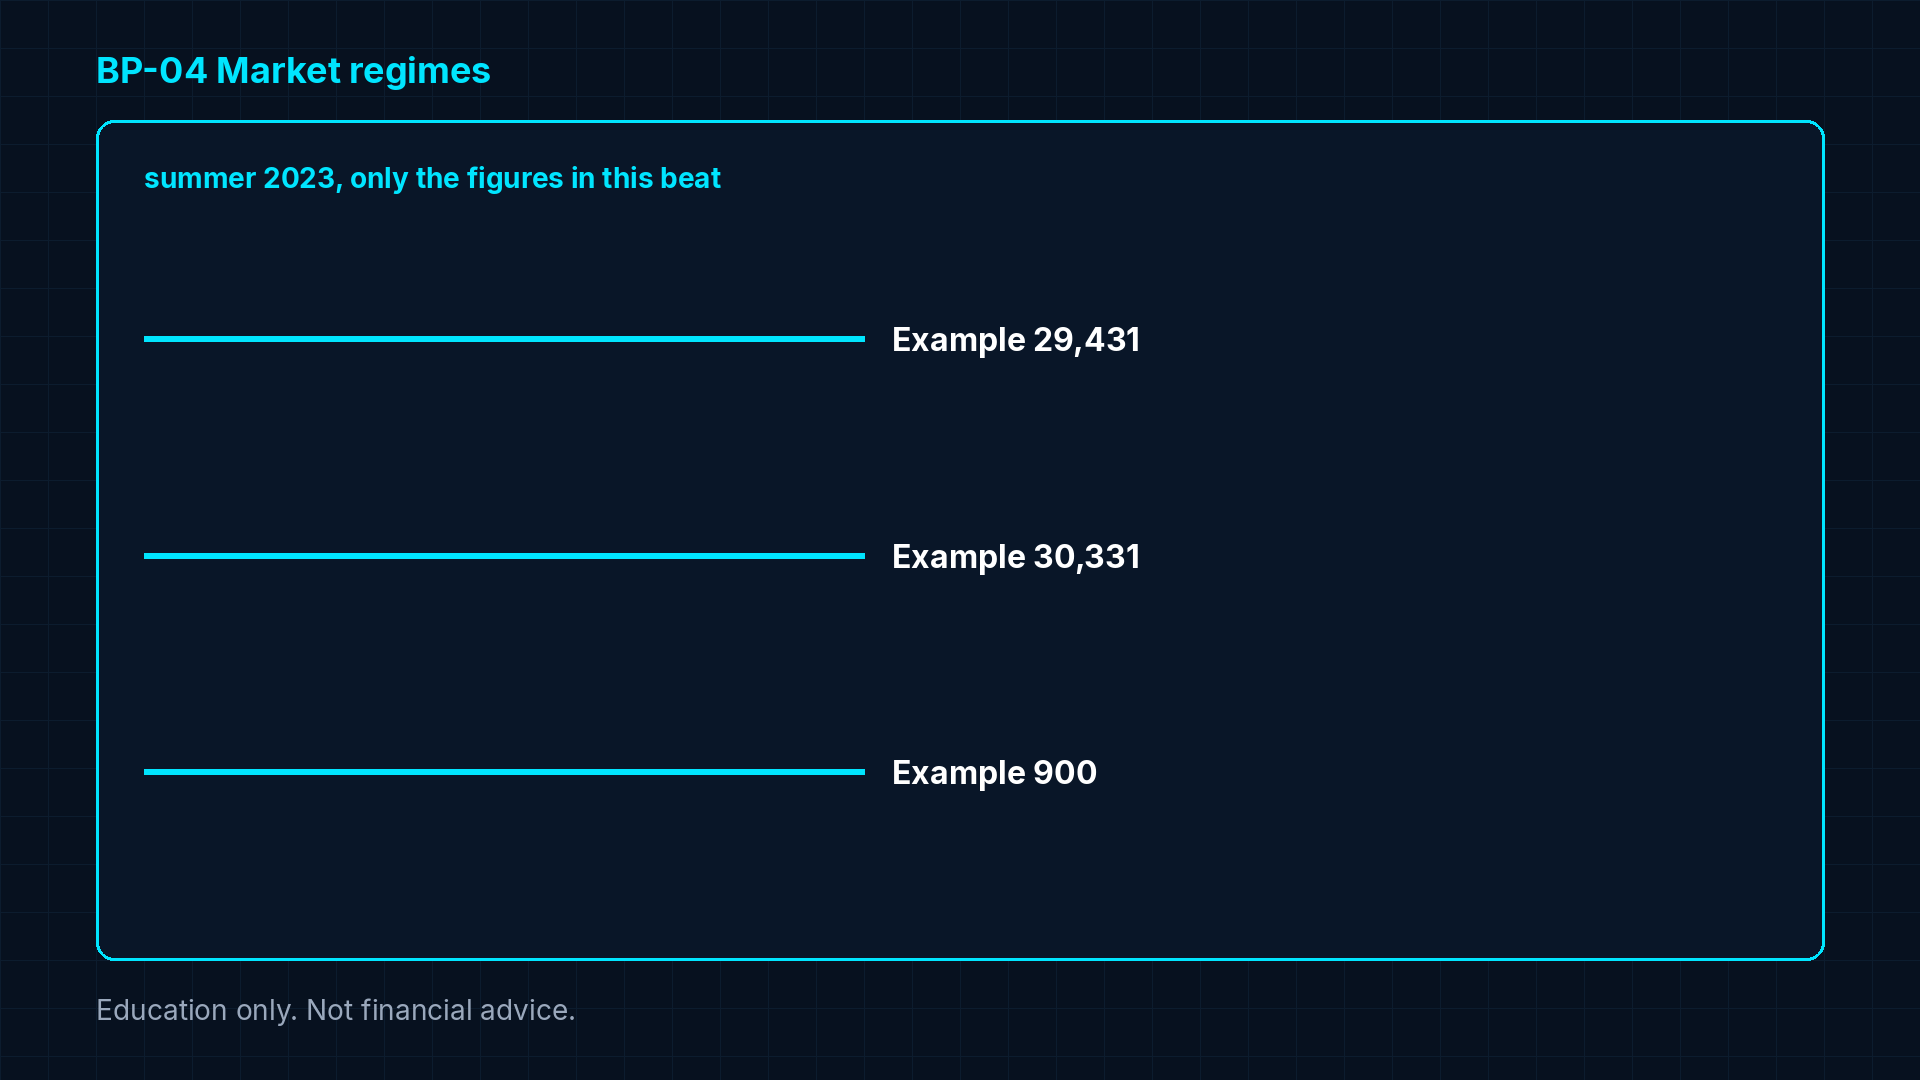 BP-04 Market regimes
summer 2023, only the figures in this beat
Example 29,431
Example 30,331
Example 900
Education only. Not financial advice.